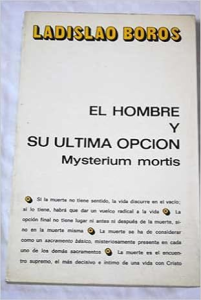 LADISLAO BOROS
EL HOMBRE
Y
SU ULTIMA OPCION
Mysterium mortis
Si la muerte no tiene sentido, la vida discurre en el vacío;
si lo tiene, habrá que dar un vuelco radical a la vida La
opción final no tiene lugar ni antes ni después de la muerte, si-
no en la muerte misma La muerte se ha de considerar
como un sacramento básico, misteriosamente presente en cada
uno de los demás sacramentos La muerte es el encuen-
tro supremo, el más decisivo e íntimo de una vida con Cristo